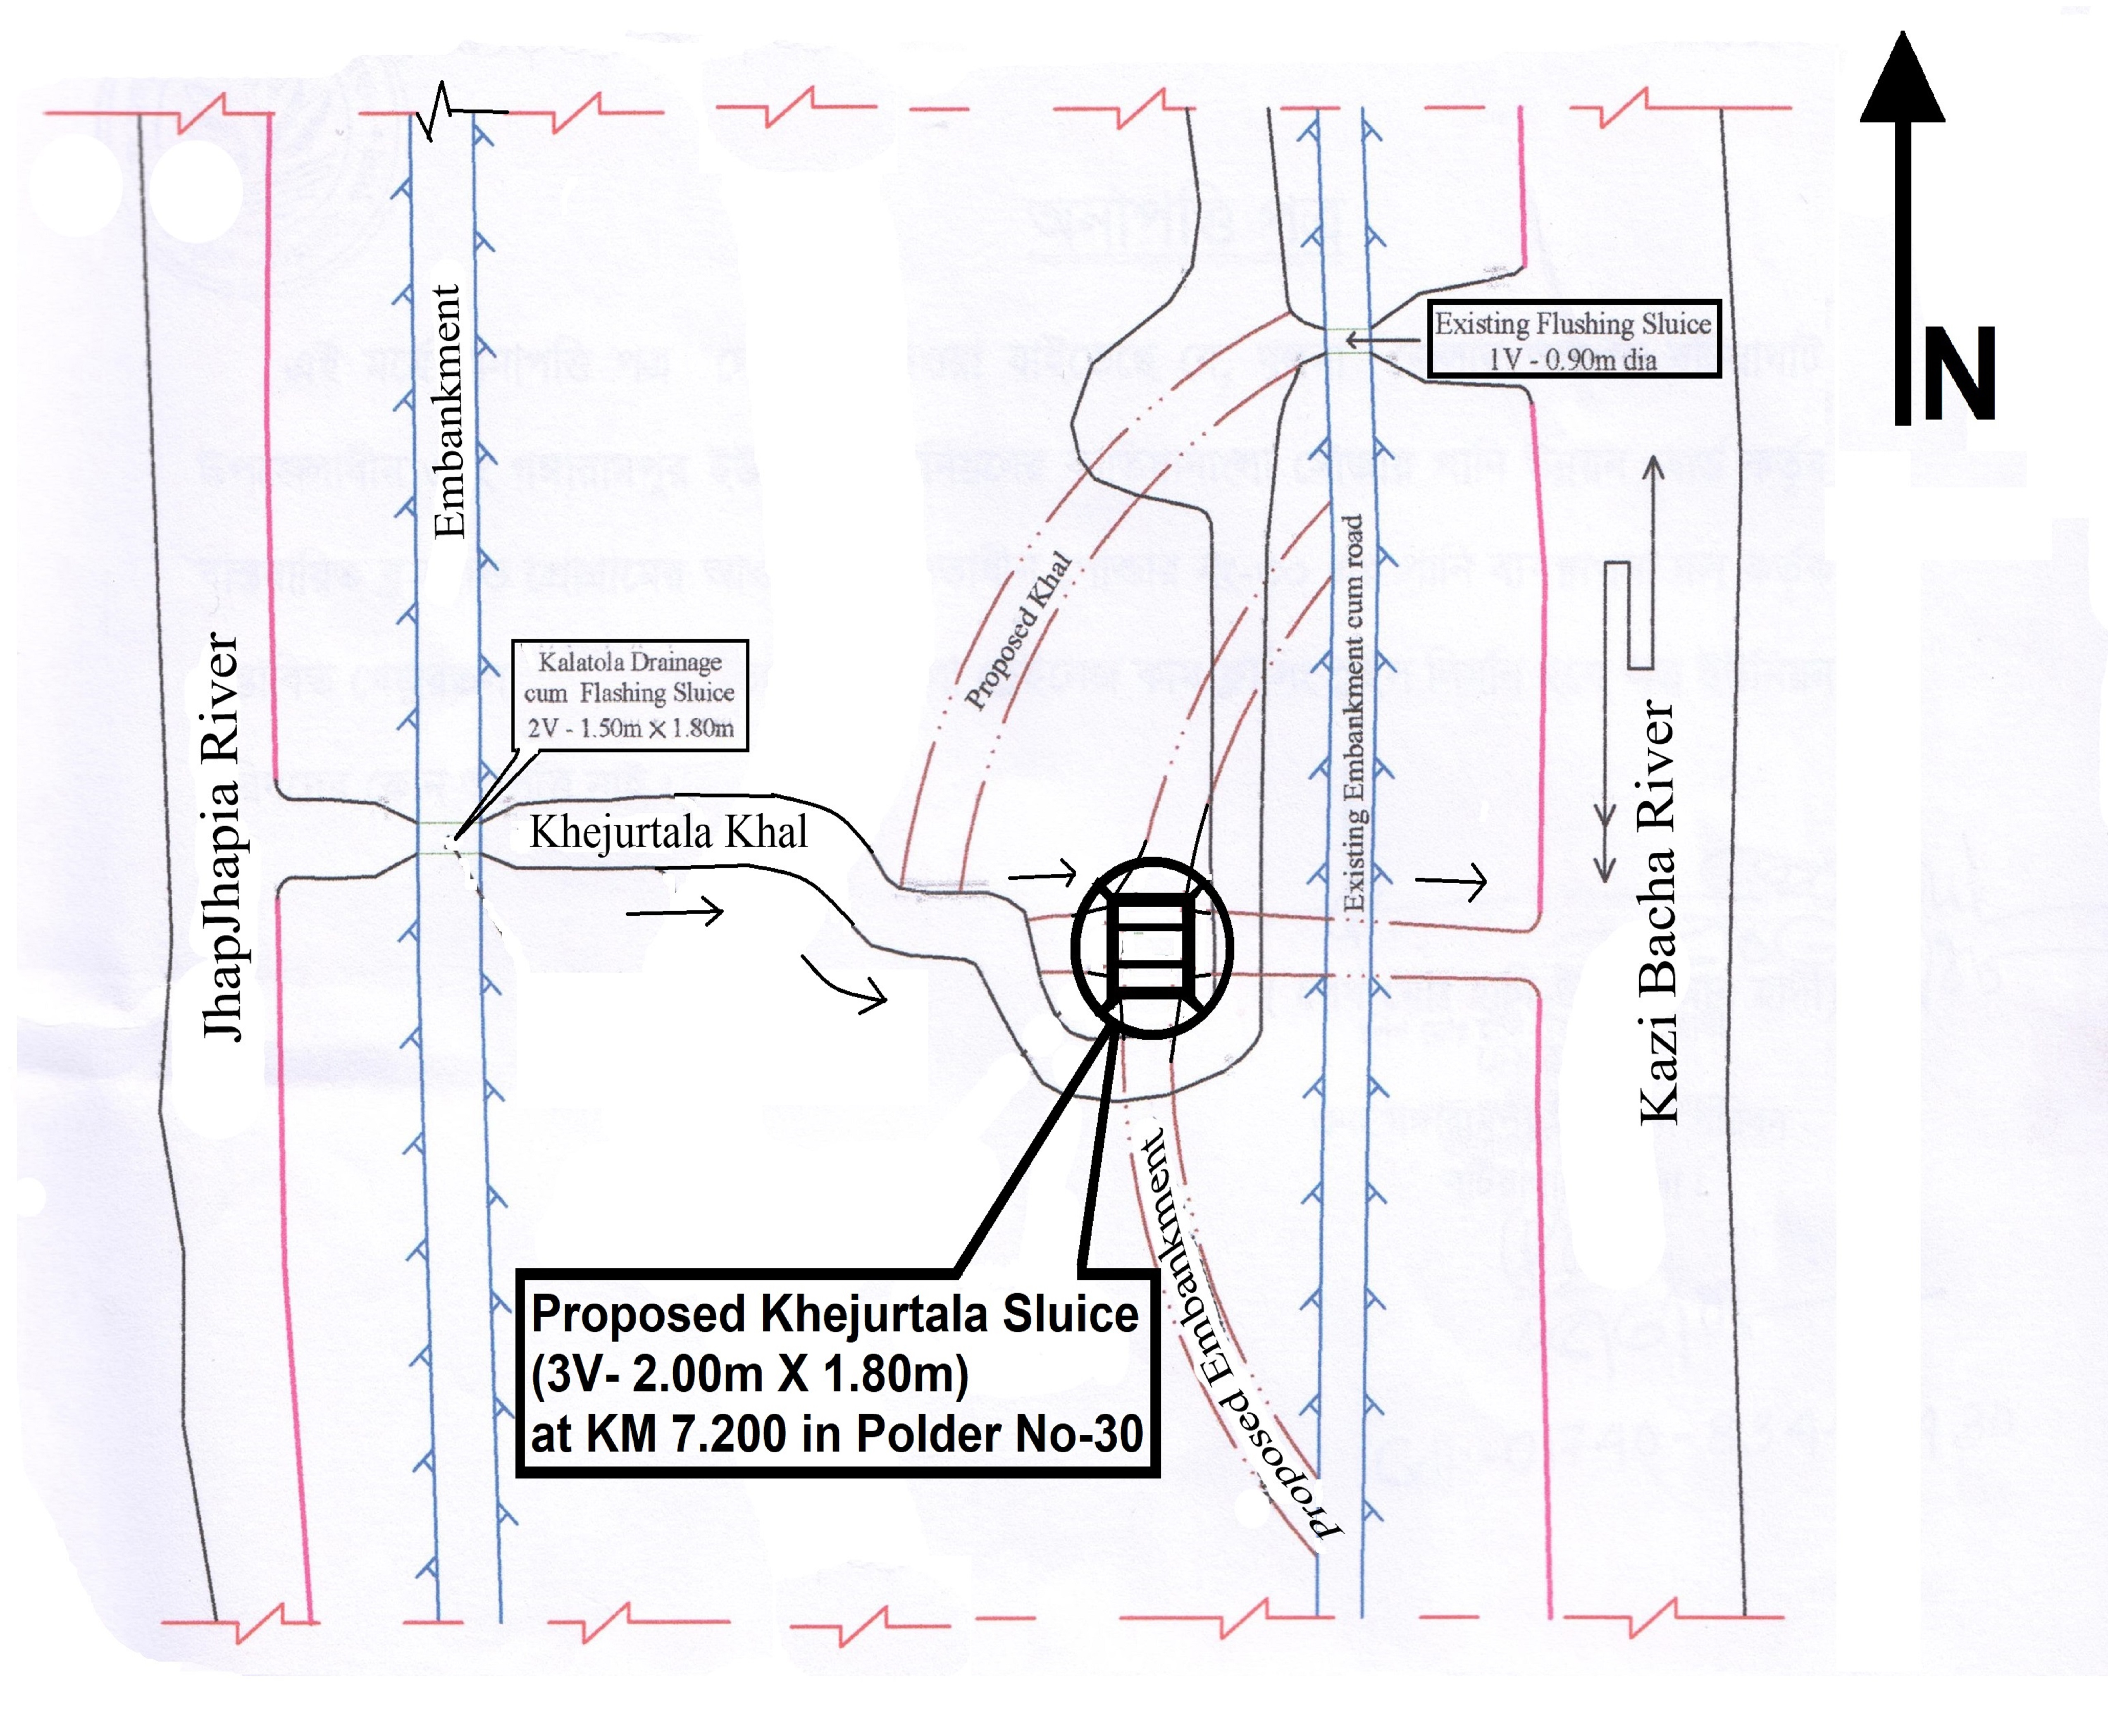 N
Embankment
Existing Flushing Sluice
1V - 0.90m dia
Proposed Khal
Existing Embankment cum road
Kalatola Drainage
cum Flashing Sluice
2V - 1.50m X 1.80m
JhapJhapia River
Khejurtala Khal
Kazi Bacha River
Proposed Embankment
Proposed Khejurtala Sluice
(3V- 2.00m X 1.80m)
at KM 7.200 in Polder No-30